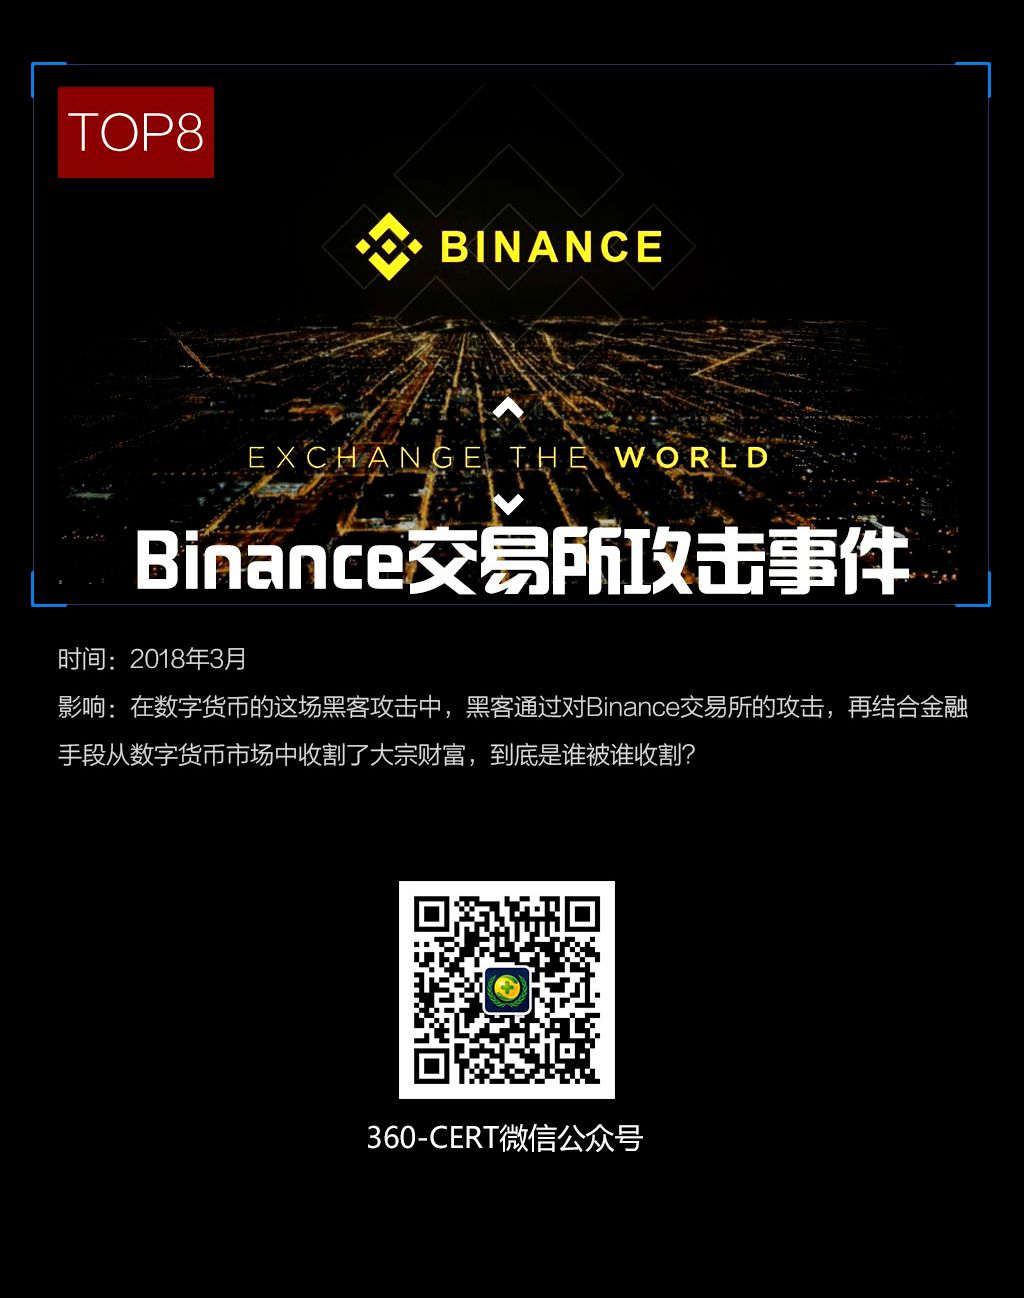 TOP8
BINANCE
EXCHANGE THE WORLD
Binance交易所攻击事件
时间：2018年3月
影响：在数字货币的这场黑客攻击中，黑客通过对Binance交易所的攻击，再结合金融
手段从数字货币市场中收割了大宗财富，到底是谁被谁收割？
360-CERT微信公众号